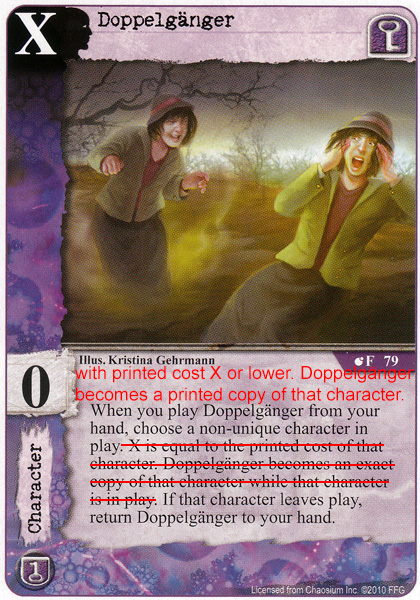 X
Doppelgänger
Illus. Kristina Gehrmann
F 79
with printed cost X or lower. Doppelganger
becomes a printed copy of that character.
0
When you play Doppelgänger from your
hand, choose a non-unique character in
play. X is equal to the printed cost of that
character. Doppelgänger becomes an exact
copy of that character while that character
is in play. If that character leaves play,
return Doppelgänger to your hand.
Character
1
Licensed from Chaosium Inc. ©2010 FFG